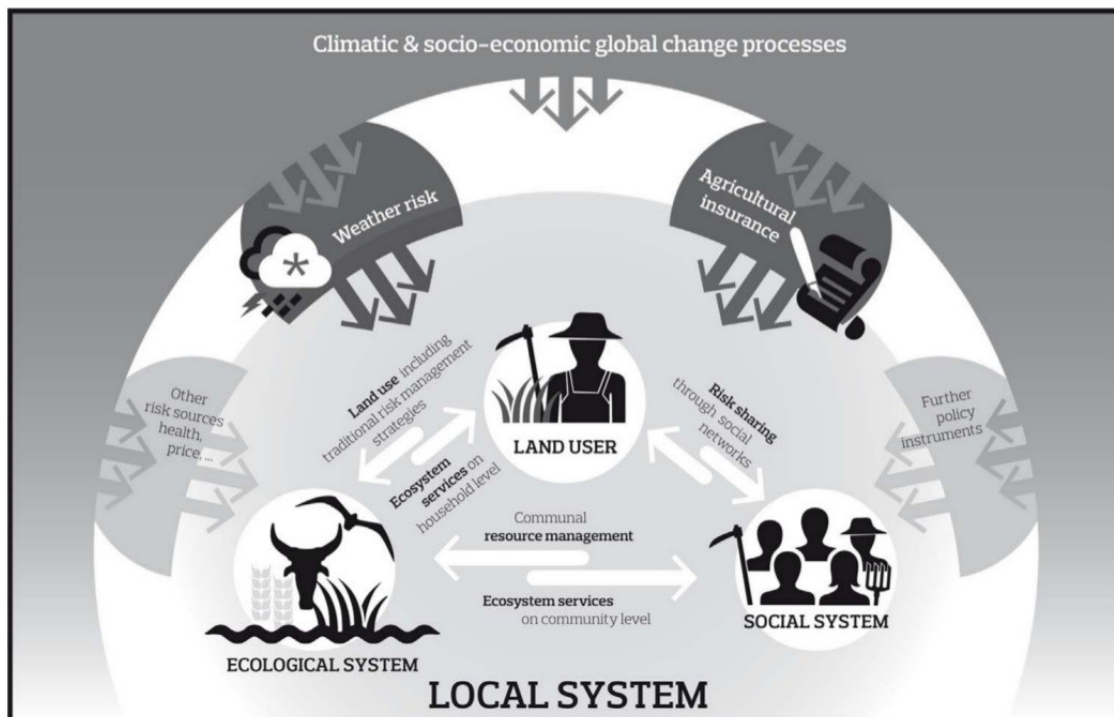 Climatic & socio-economic global change processes
Weather risk
Agricultural
insurance
Other
risk sources
health,
price, ...
Land use including
traditional risk management
strategies
Ecosystem
services on
household level
LAND USER
Risk sharing
through social
networks
Further
policy
instruments
Communal
resource management
Ecosystem services
on community level
ECOLOGICAL SYSTEM
SOCIAL SYSTEM
LOCAL SYSTEM